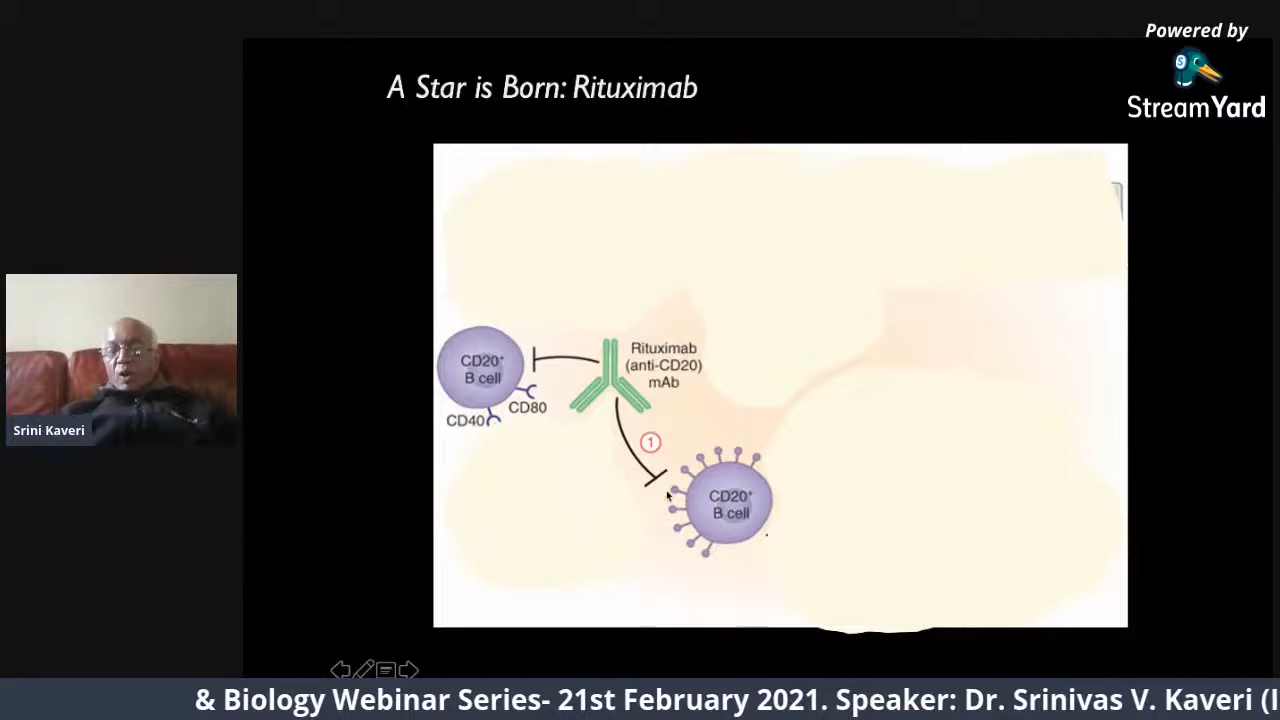 Powered by
StreamYard
A Star is Born: Rituximab
CD20⁺
B cell
CD40
CD80
Rituximab
(anti-CD20)
mAb
1
CD20⁺
B cell
Srini Kaveri
& Biology Webinar Series- 21st February 2021. Speaker: Dr. Srinivas V. Kaveri (